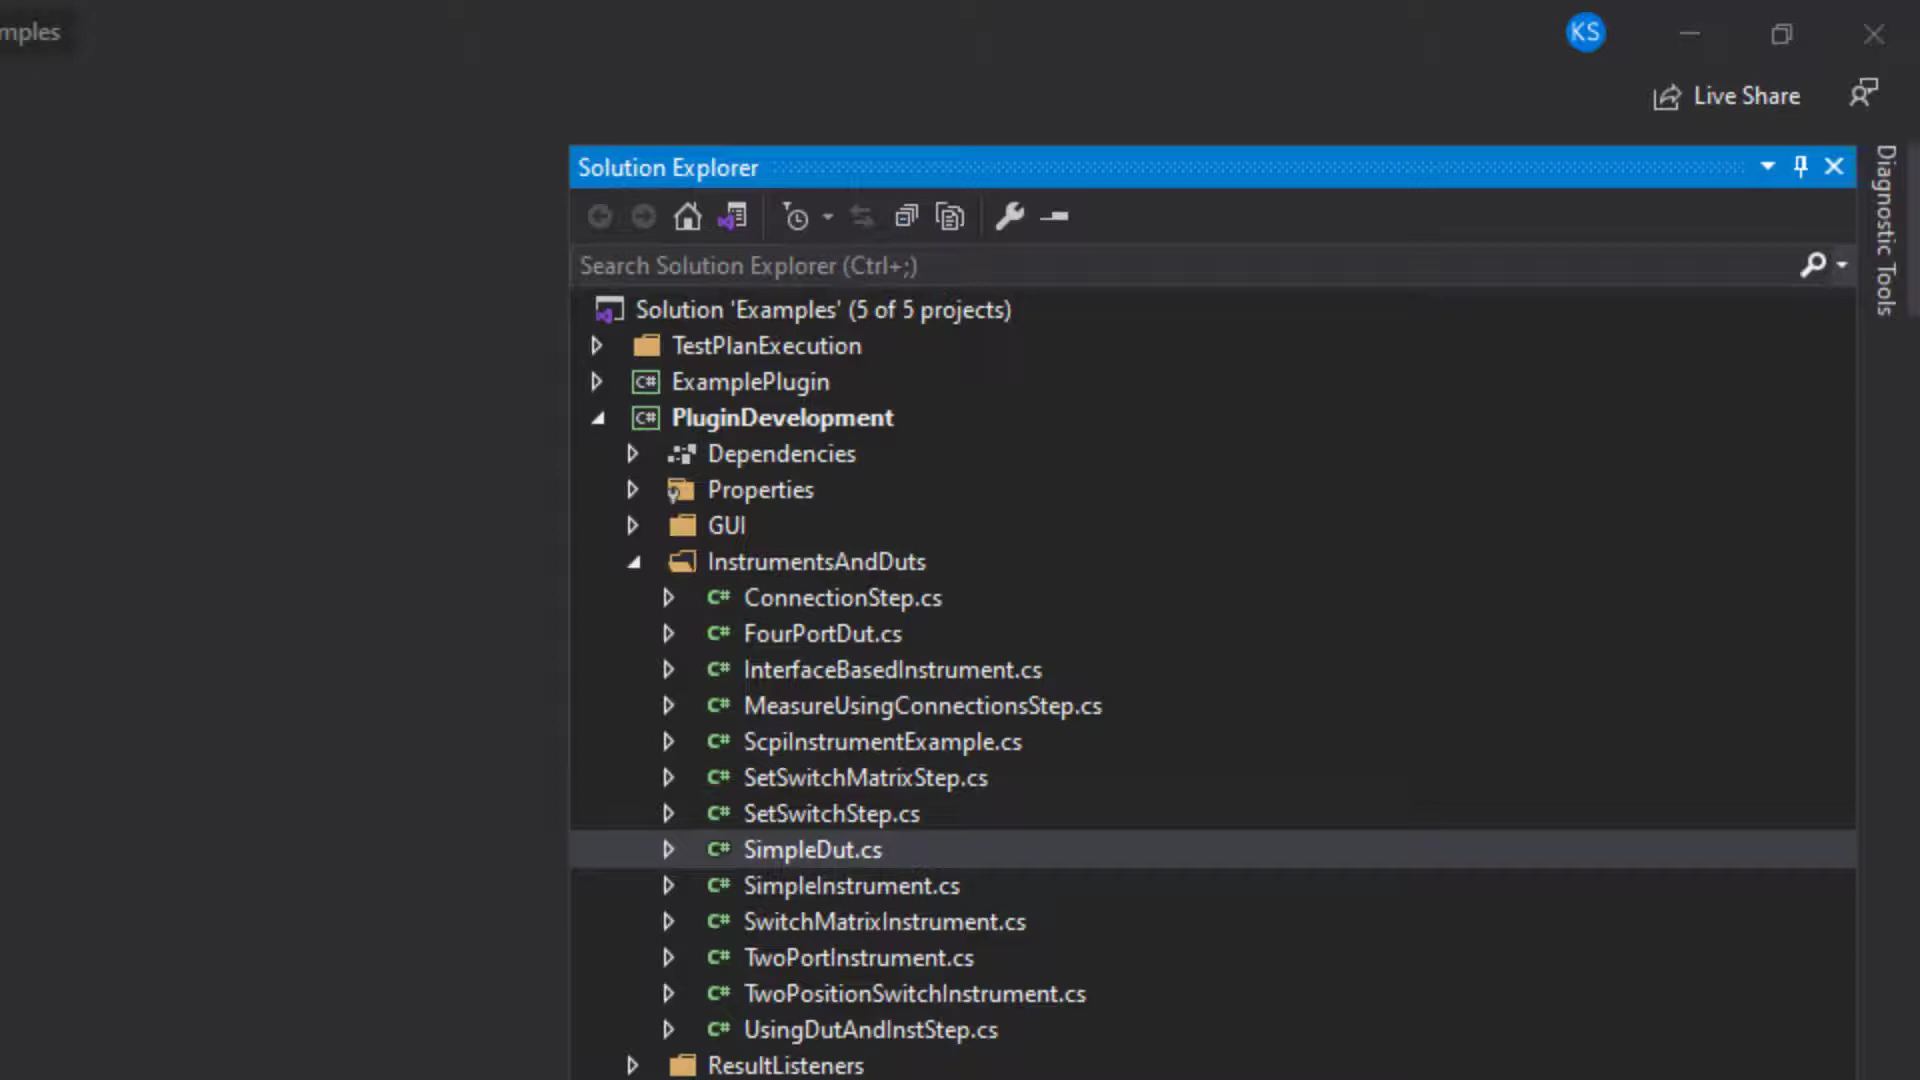 mples
KS
Live Share
Solution Explorer
Search Solution Explorer (Ctrl+;)
Solution 'Examples' (5 of 5 projects)
TestPlanExecution
C# ExamplePlugin
C# PluginDevelopment
Dependencies
Properties
GUI
InstrumentsAndDuts
C# ConnectionStep.cs
C# FourPortDut.cs
C# InterfaceBasedInstrument.cs
C# MeasureUsingConnectionsStep.cs
C# ScpiInstrumentExample.cs
C# SetSwitchMatrixStep.cs
C# SetSwitchStep.cs
C# SimpleDut.cs
C# SimpleInstrument.cs
C# SwitchMatrixInstrument.cs
C# TwoPortInstrument.cs
C# TwoPositionSwitchInstrument.cs
C# UsingDutAndInstStep.cs
ResultListeners
Diagnostic Tools